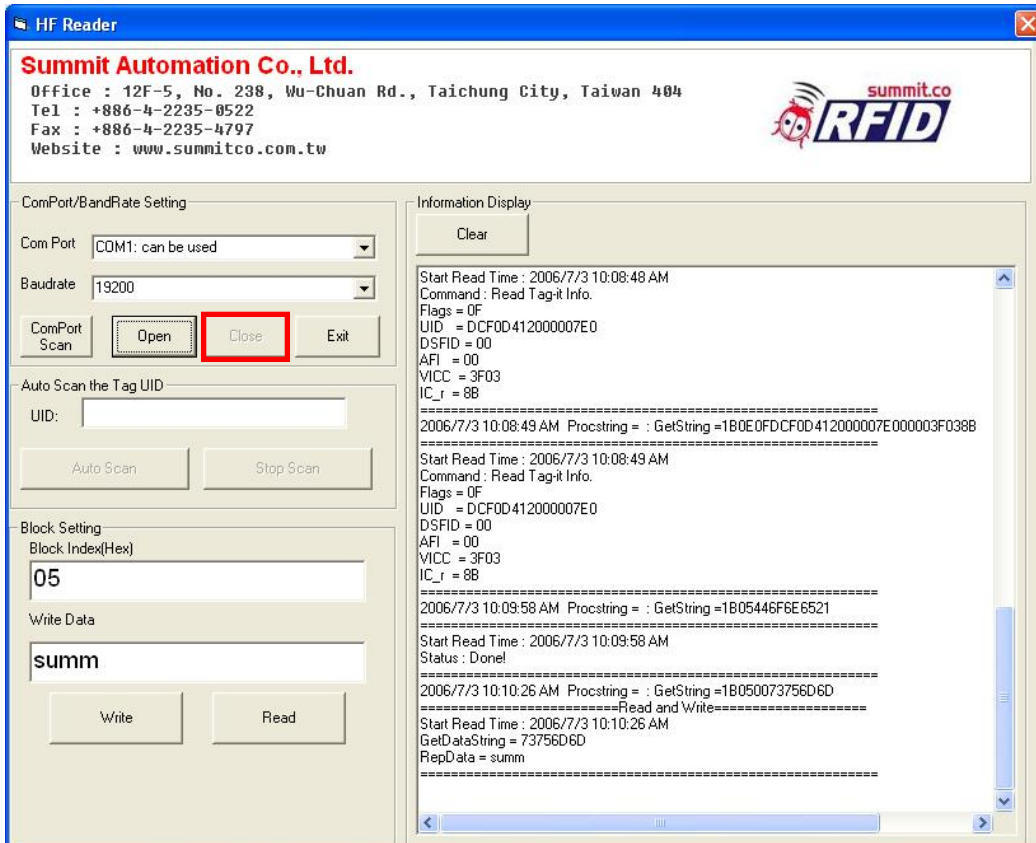 HF Reader
Summit Automation Co., Ltd.
Office : 12F-5, No. 238, Wu-Chuan Rd., Taichung City, Taiwan 404
Tel : +886-4-2235-0522
Fax : +886-4-2235-4797
Website : www.summitco.com.tw
summit.co
RFID
ComPort/BandRate Setting
Com Port
COM1: can be used
Baudrate
19200
ComPort Scan
Open
Close
Exit
Auto Scan the Tag UID
UID:
Auto Scan
Stop Scan
Block Setting
Block Index(Hex)
05
Write Data
summ
Write
Read
Information Display
Clear
Start Read Time : 2006/7/3 10:08:48 AM
Command : Read Tag-it Info.
Flags = 0F
UID = DCF0D412000007E0
DSFID = 00
AFI = 00
VICC = 3F03
IC_r = 8B
==========================================================
2006/7/3 10:08:49 AM Procstring = : GetString =1B0E0FDCF0D412000007E000003F038B
==========================================================
Start Read Time : 2006/7/3 10:08:49 AM
Command : Read Tag-it Info.
Flags = 0F
UID = DCF0D412000007E0
DSFID = 00
AFI = 00
VICC = 3F03
IC_r = 8B
==========================================================
2006/7/3 10:09:58 AM Procstring = : GetString =1B05446F6E6521
==========================================================
Start Read Time : 2006/7/3 10:09:58 AM
Status : Done!
==========================================================
2006/7/3 10:10:26 AM Procstring = : GetString =1B050073756D6D
=========================Read and Write===================
Start Read Time : 2006/7/3 10:10:26 AM
GetDataString = 73756D6D
RepData = summ
==========================================================